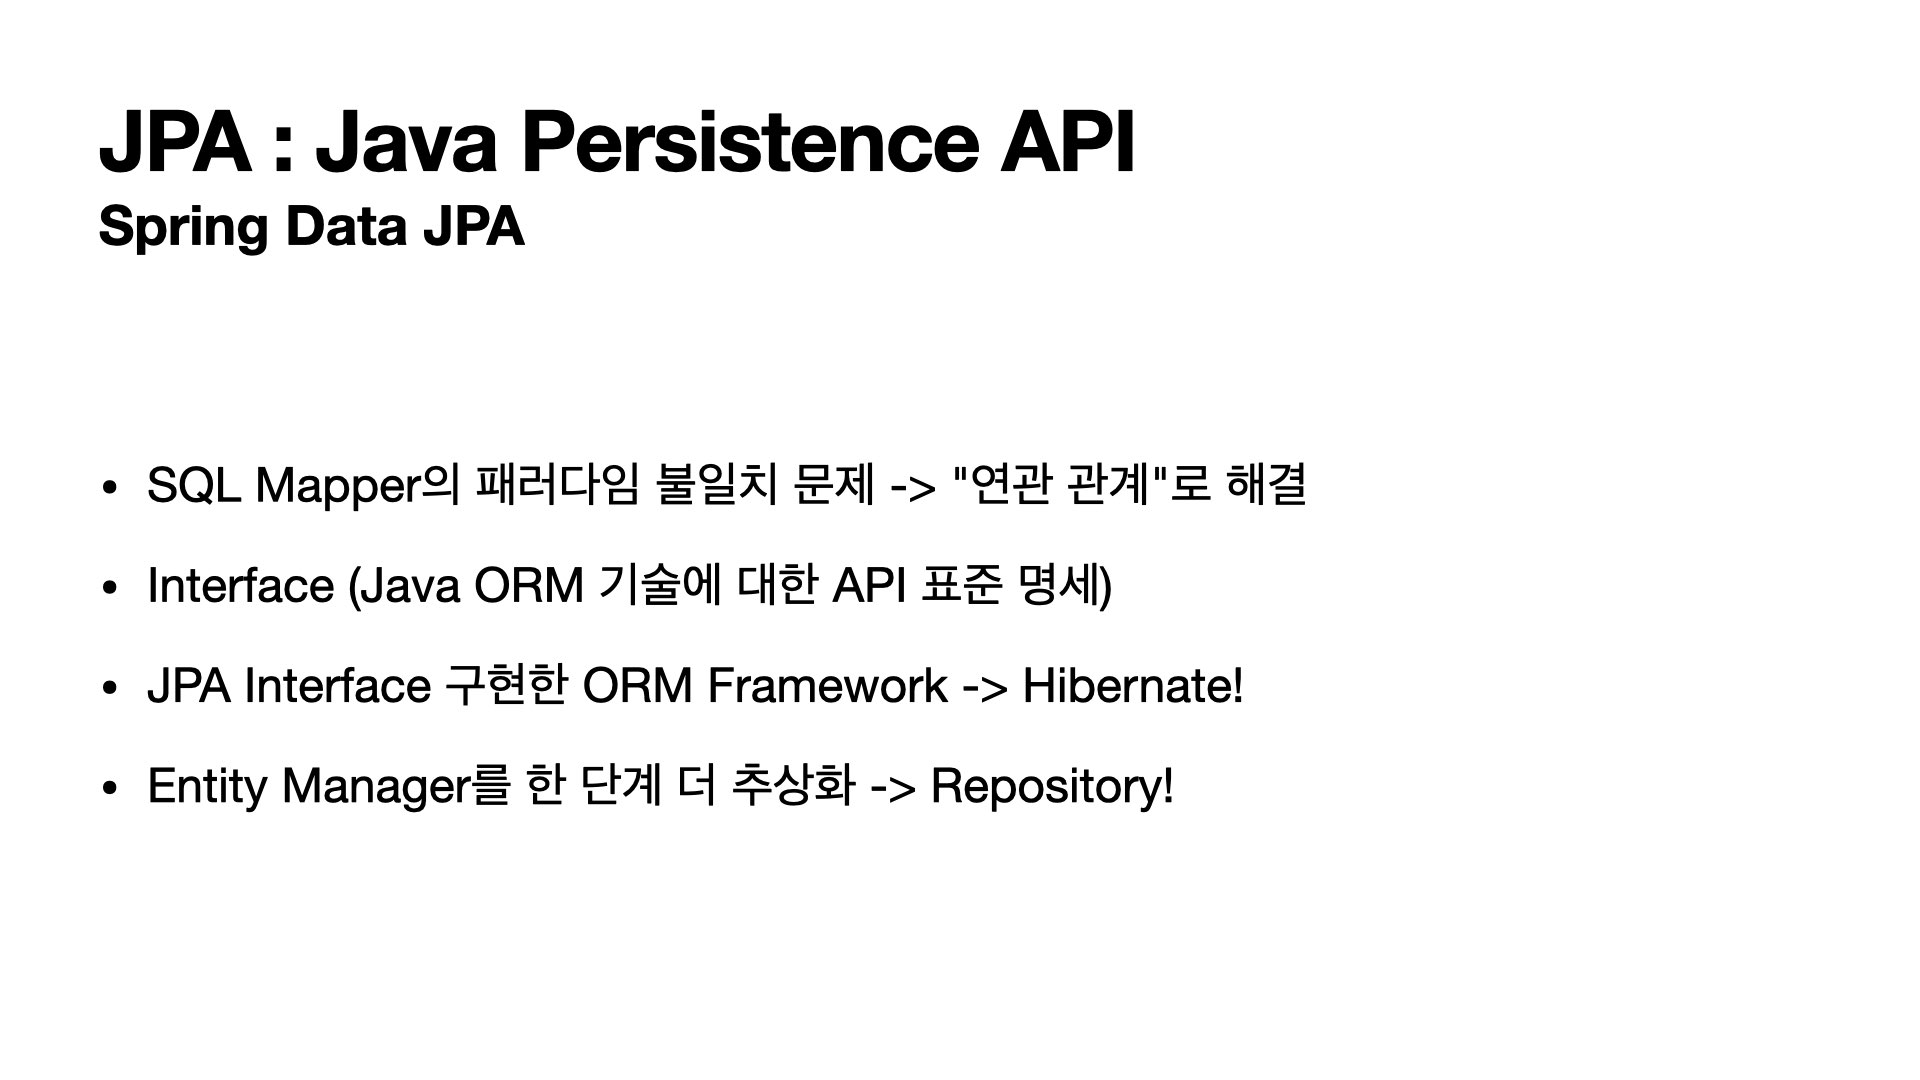 JPA : Java Persistence API
Spring Data JPA
• SQL Mapper의 패러다임 불일치 문제 -> "연관 관계"로 해결
• Interface (Java ORM 기술에 대한 API 표준 명세)
• JPA Interface 구현한 ORM Framework -> Hibernate!
• Entity Manager를 한 단계 더 추상화 -> Repository!